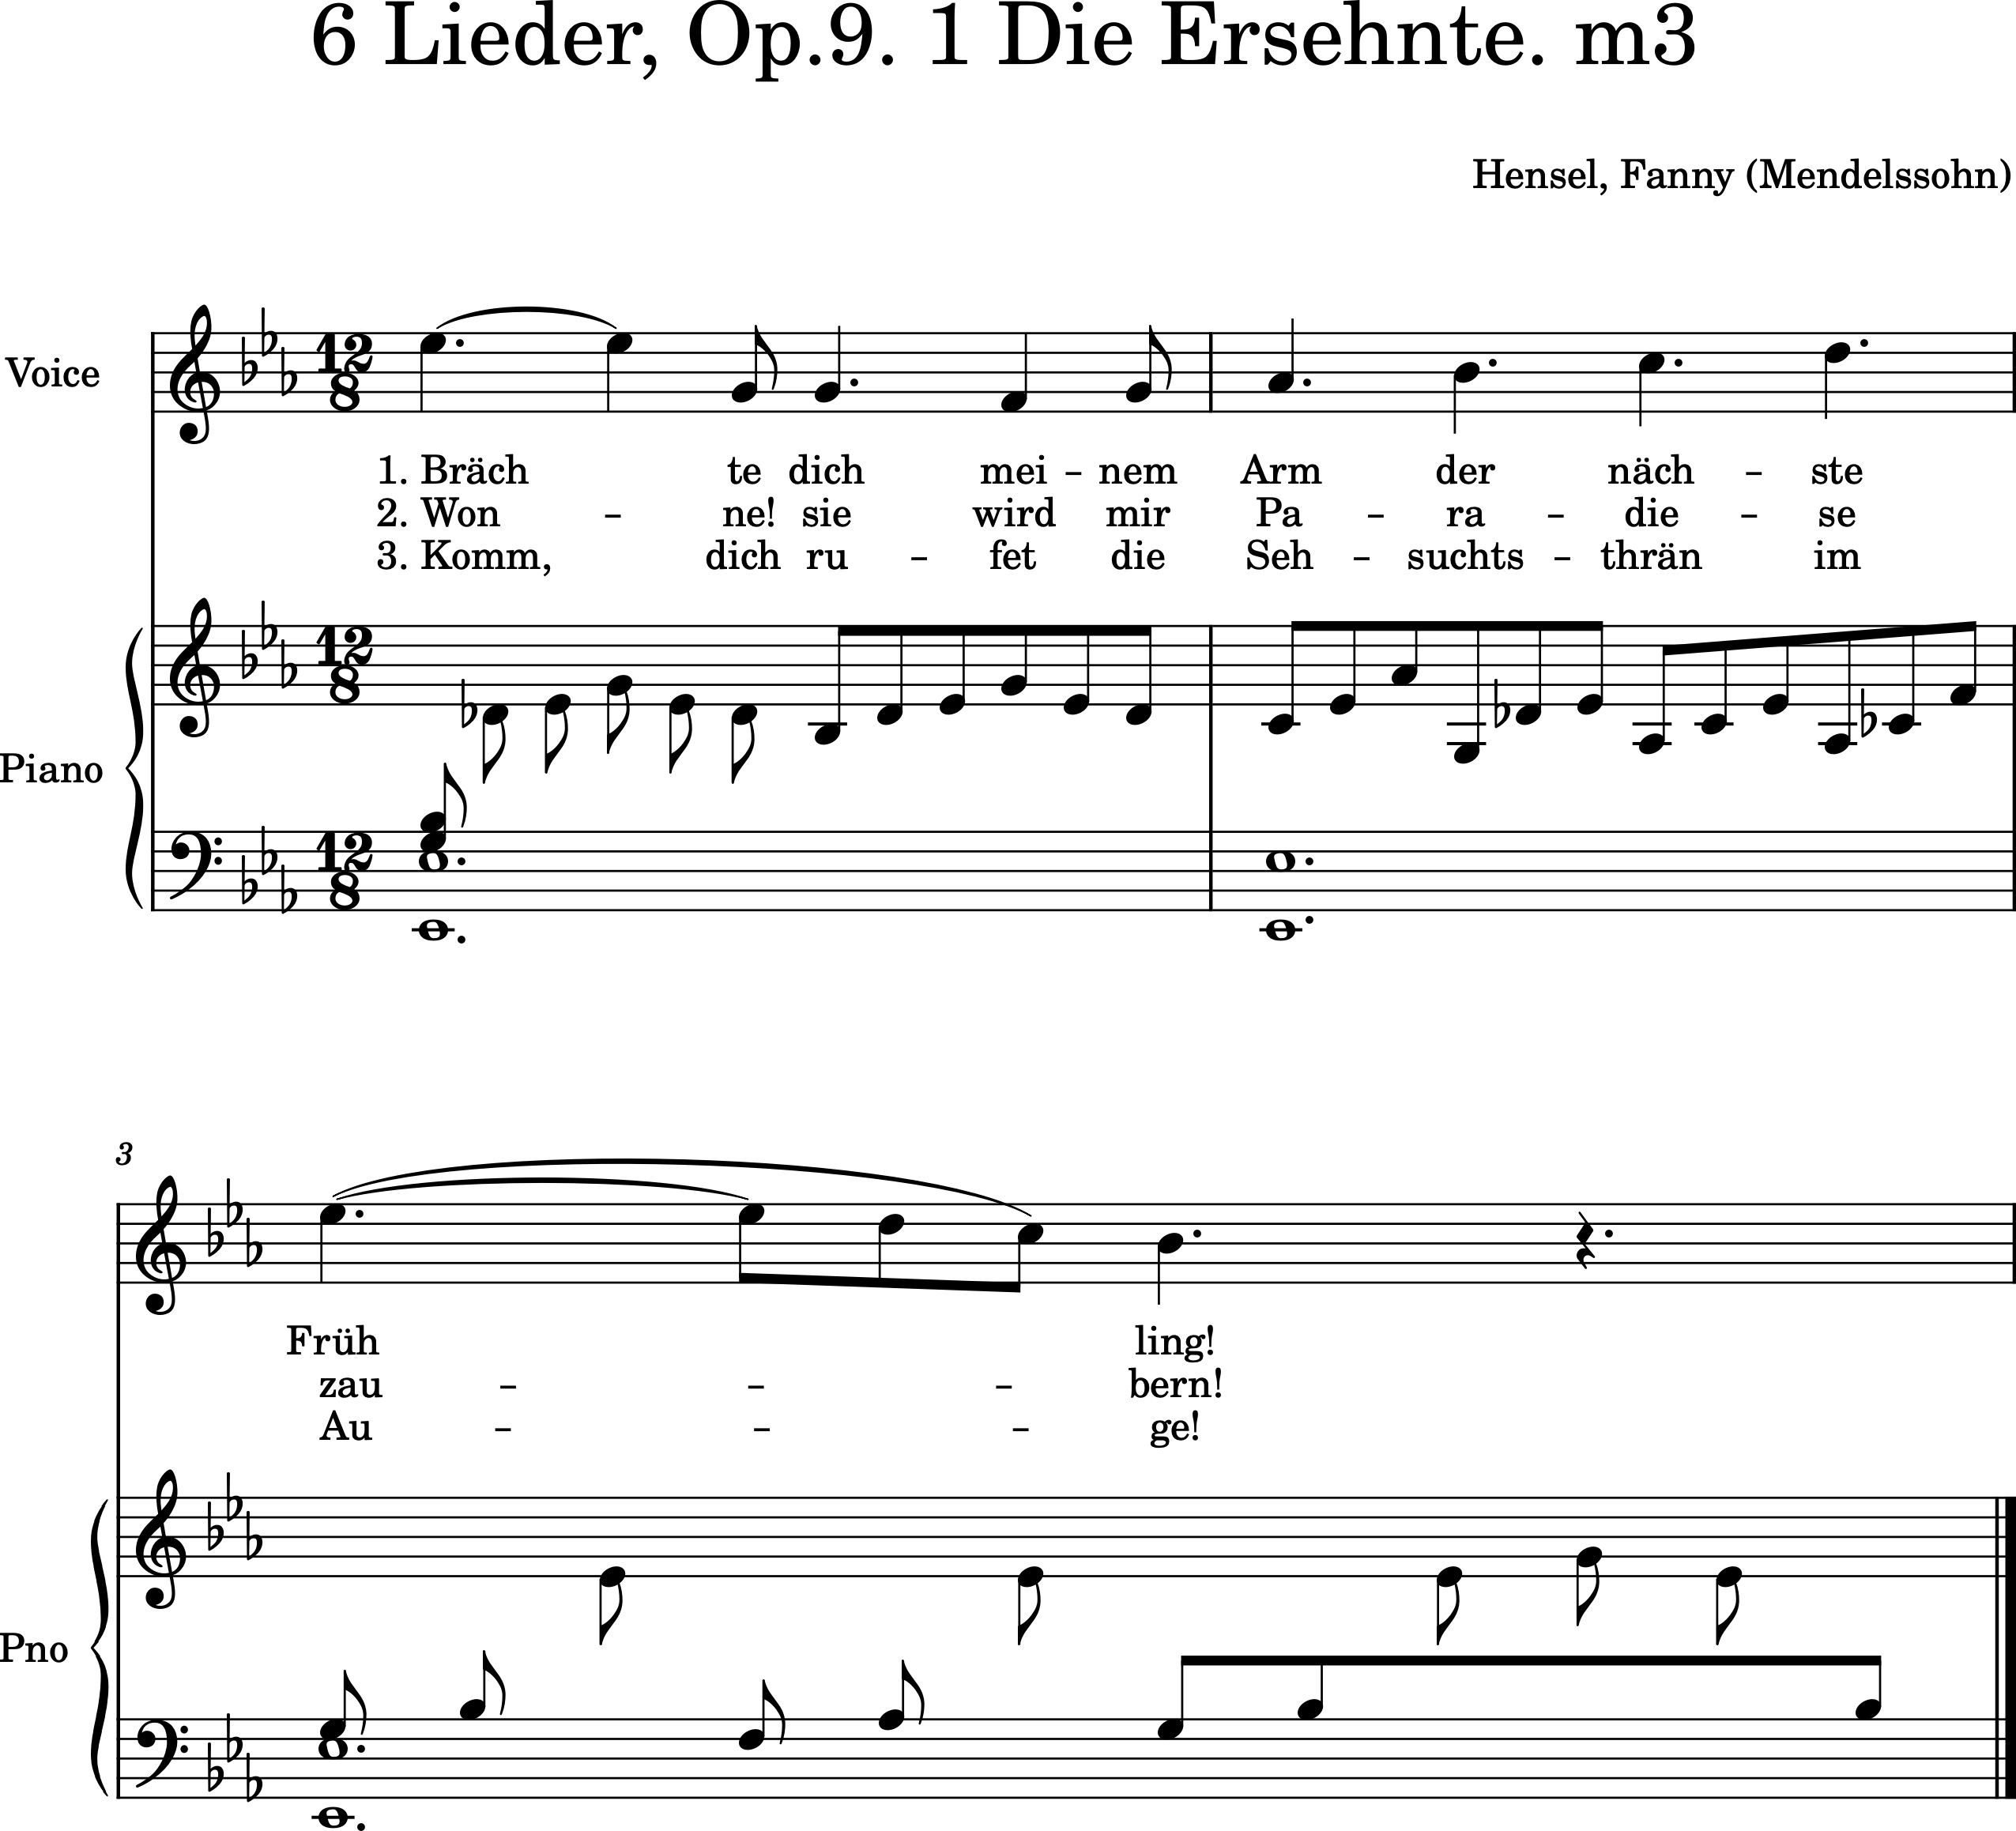 6 Lieder, Op.9. 1 Die Ersehnte. m3
Hensel, Fanny (Mendelssohn)
Voice
12
8
1. Bräch te dich mei - nem Arm der näch - ste
2. Won - ne! sie wird mir Pa - ra - die - se
3. Komm, dich ru - fet die Seh - suchts - thrän im
Piano
12
8
12
8
3
Früh ling!
zau - - - bern!
Au - - - ge!
Pno